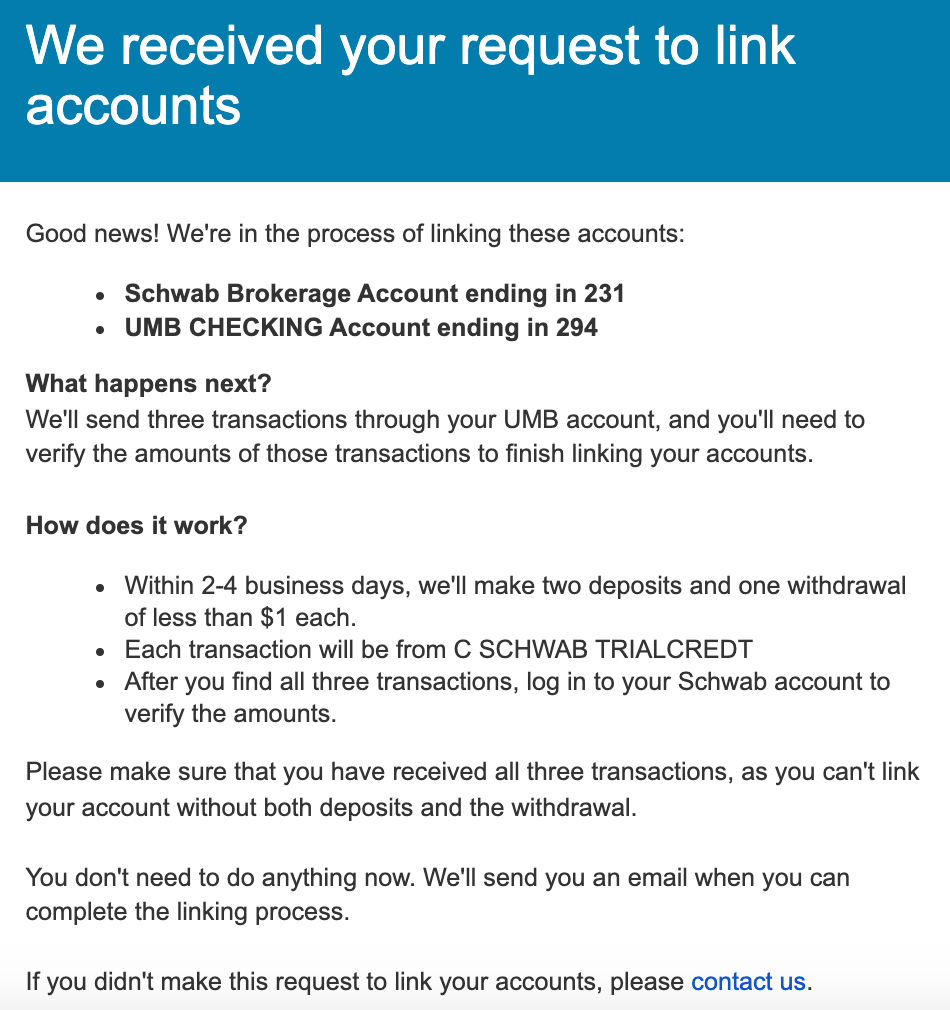 We received your request to link
accounts
Good news! We're in the process of linking these accounts:
• Schwab Brokerage Account ending in 231
• UMB CHECKING Account ending in 294
What happens next?
We'll send three transactions through your UMB account, and you'll need to
verify the amounts of those transactions to finish linking your accounts.
How does it work?
• Within 2-4 business days, we'll make two deposits and one withdrawal
of less than $1 each.
• Each transaction will be from C SCHWAB TRIALCREDT
• After you find all three transactions, log in to your Schwab account to
verify the amounts.
Please make sure that you have received all three transactions, as you can't link
your account without both deposits and the withdrawal.
You don't need to do anything now. We'll send you an email when you can
complete the linking process.
If you didn't make this request to link your accounts, please contact us.